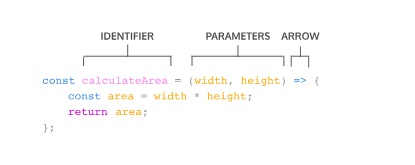 IDENTIFIER PARAMETERS ARROW
const calculateArea = (width, height) => {
    const area = width * height;
    return area;
};